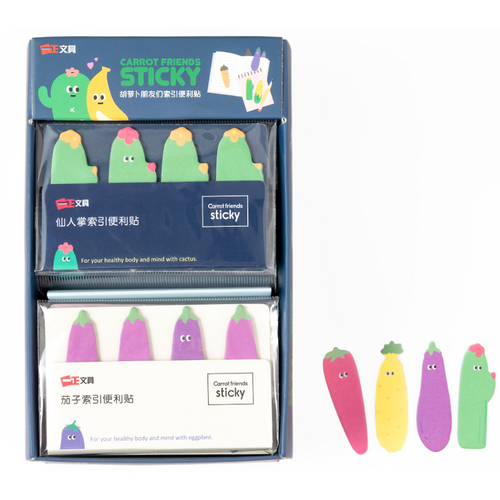 一正文具
CARROT FRIENDS
STICKY
胡萝卜朋友们索引便利贴
一正文具
仙人掌索引便利贴
Carrot friends
sticky
For your healthy body and mind with cactus.
一正文具
茄子索引便利贴
Carrot friends
sticky
For your healthy body and mind with eggplant.